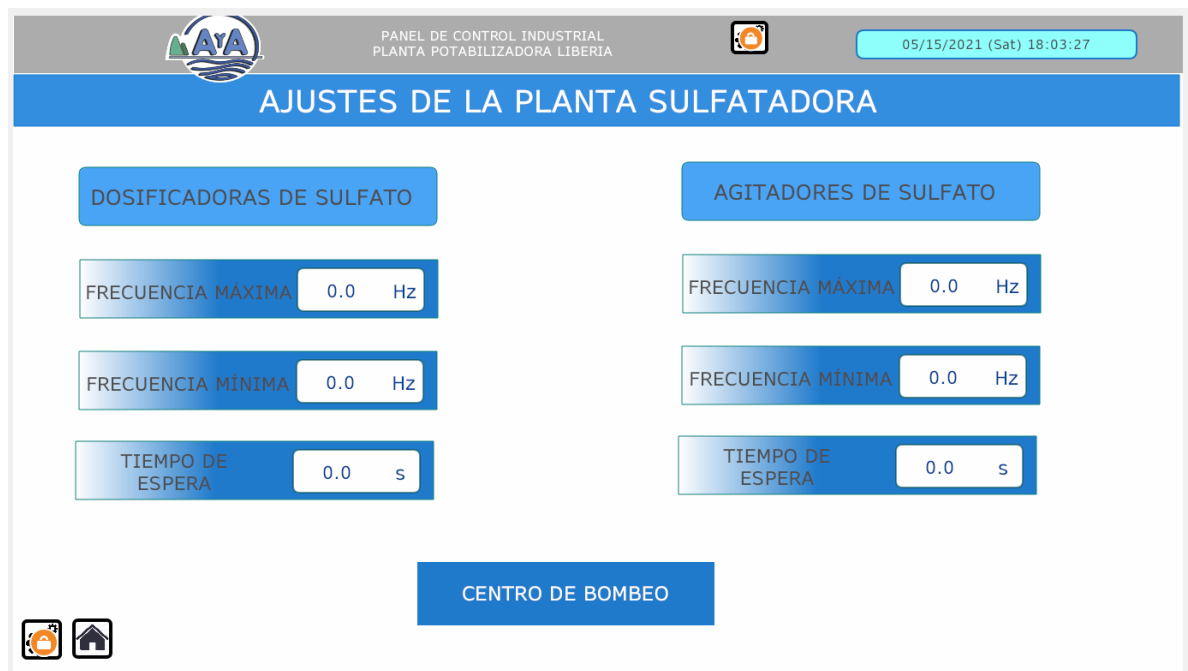 AyA
PANEL DE CONTROL INDUSTRIAL
PLANTA POTABILIZADORA LIBERIA
05/15/2021 (Sat) 18:03:27
AJUSTES DE LA PLANTA SULFATADORA
DOSIFICADORAS DE SULFATO
FRECUENCIA MÁXIMA 0.0 Hz
FRECUENCIA MÍNIMA 0.0 Hz
TIEMPO DE
ESPERA
0.0 s
AGITADORES DE SULFATO
FRECUENCIA MÁXIMA 0.0 Hz
FRECUENCIA MÍNIMA 0.0 Hz
TIEMPO DE
ESPERA
0.0 s
CENTRO DE BOMBEO